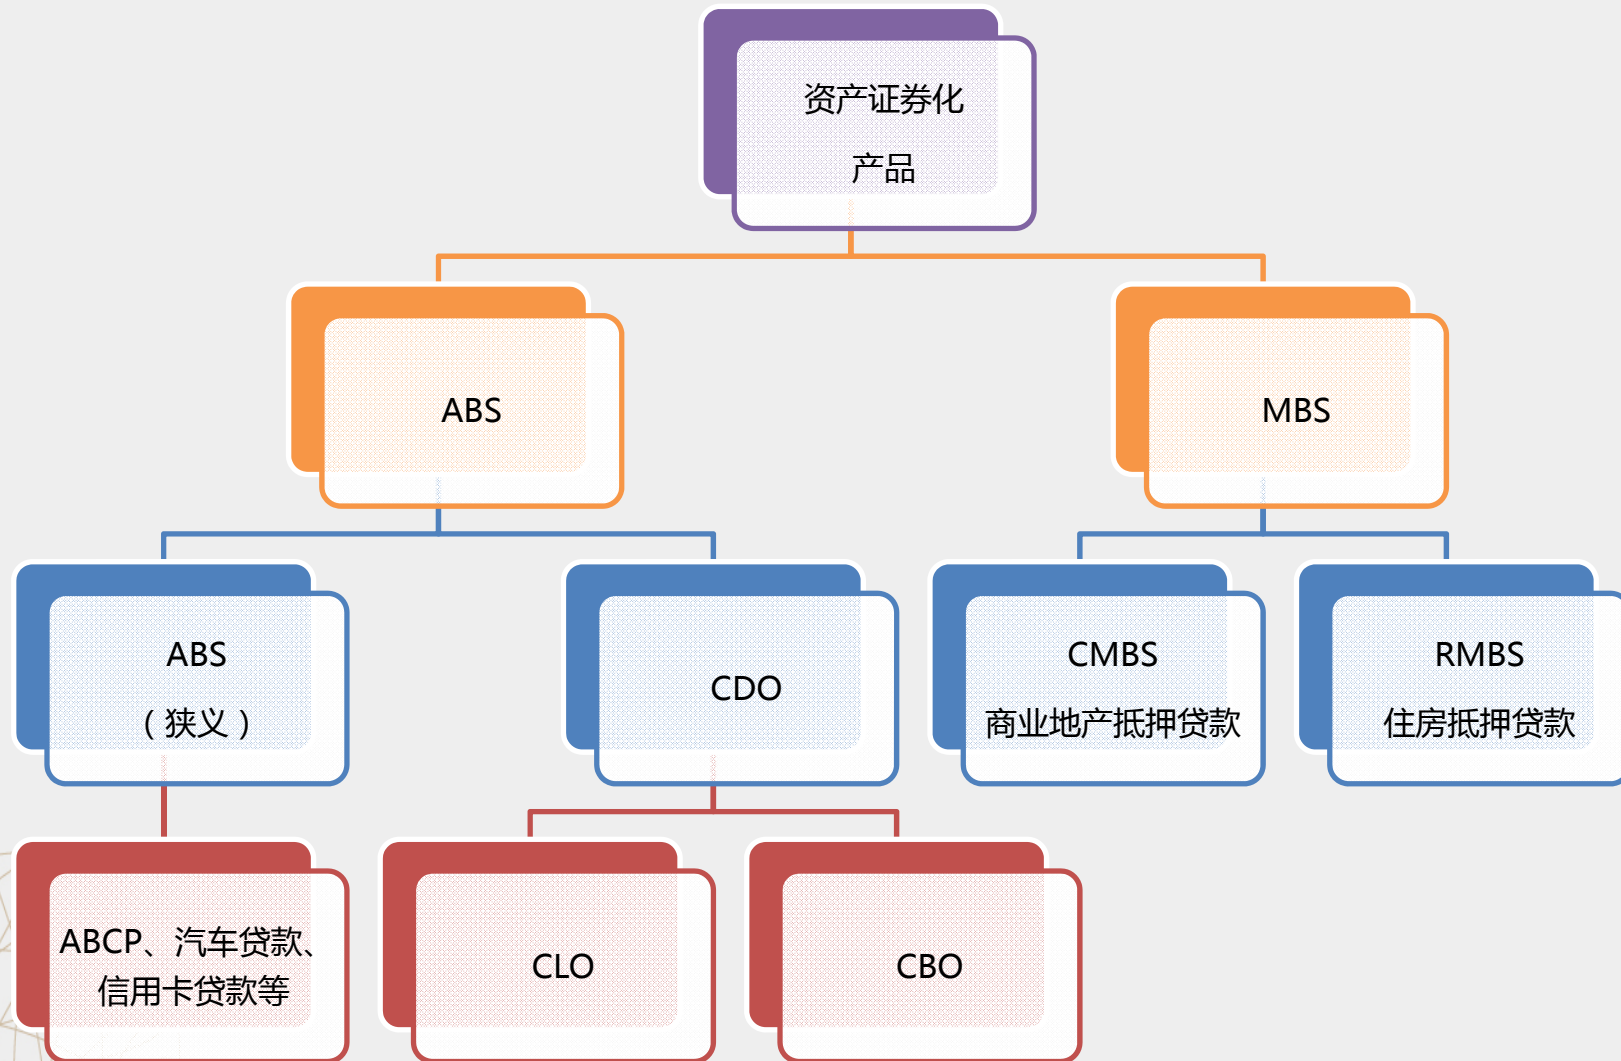 资产证券化
产品
ABS
MBS
ABS
（狭义）
CDO
CMBS
商业地产抵押贷款
RMBS
住房抵押贷款
ABCP、汽车贷款、
信用卡贷款等
CLO
CBO